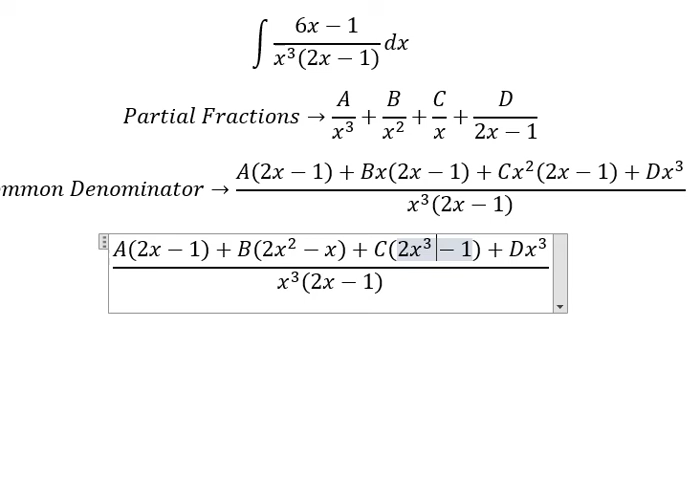 ∫ (6x − 1)/(x³(2x − 1)) dx
Partial Fractions → A/x³ + B/x² + C/x + D/(2x − 1)
mmon Denominator → (A(2x − 1) + Bx(2x − 1) + Cx²(2x − 1) + Dx³)/(x³(2x − 1))
(A(2x − 1) + B(2x² − x) + C(2x³ − 1) + Dx³)/(x³(2x − 1))